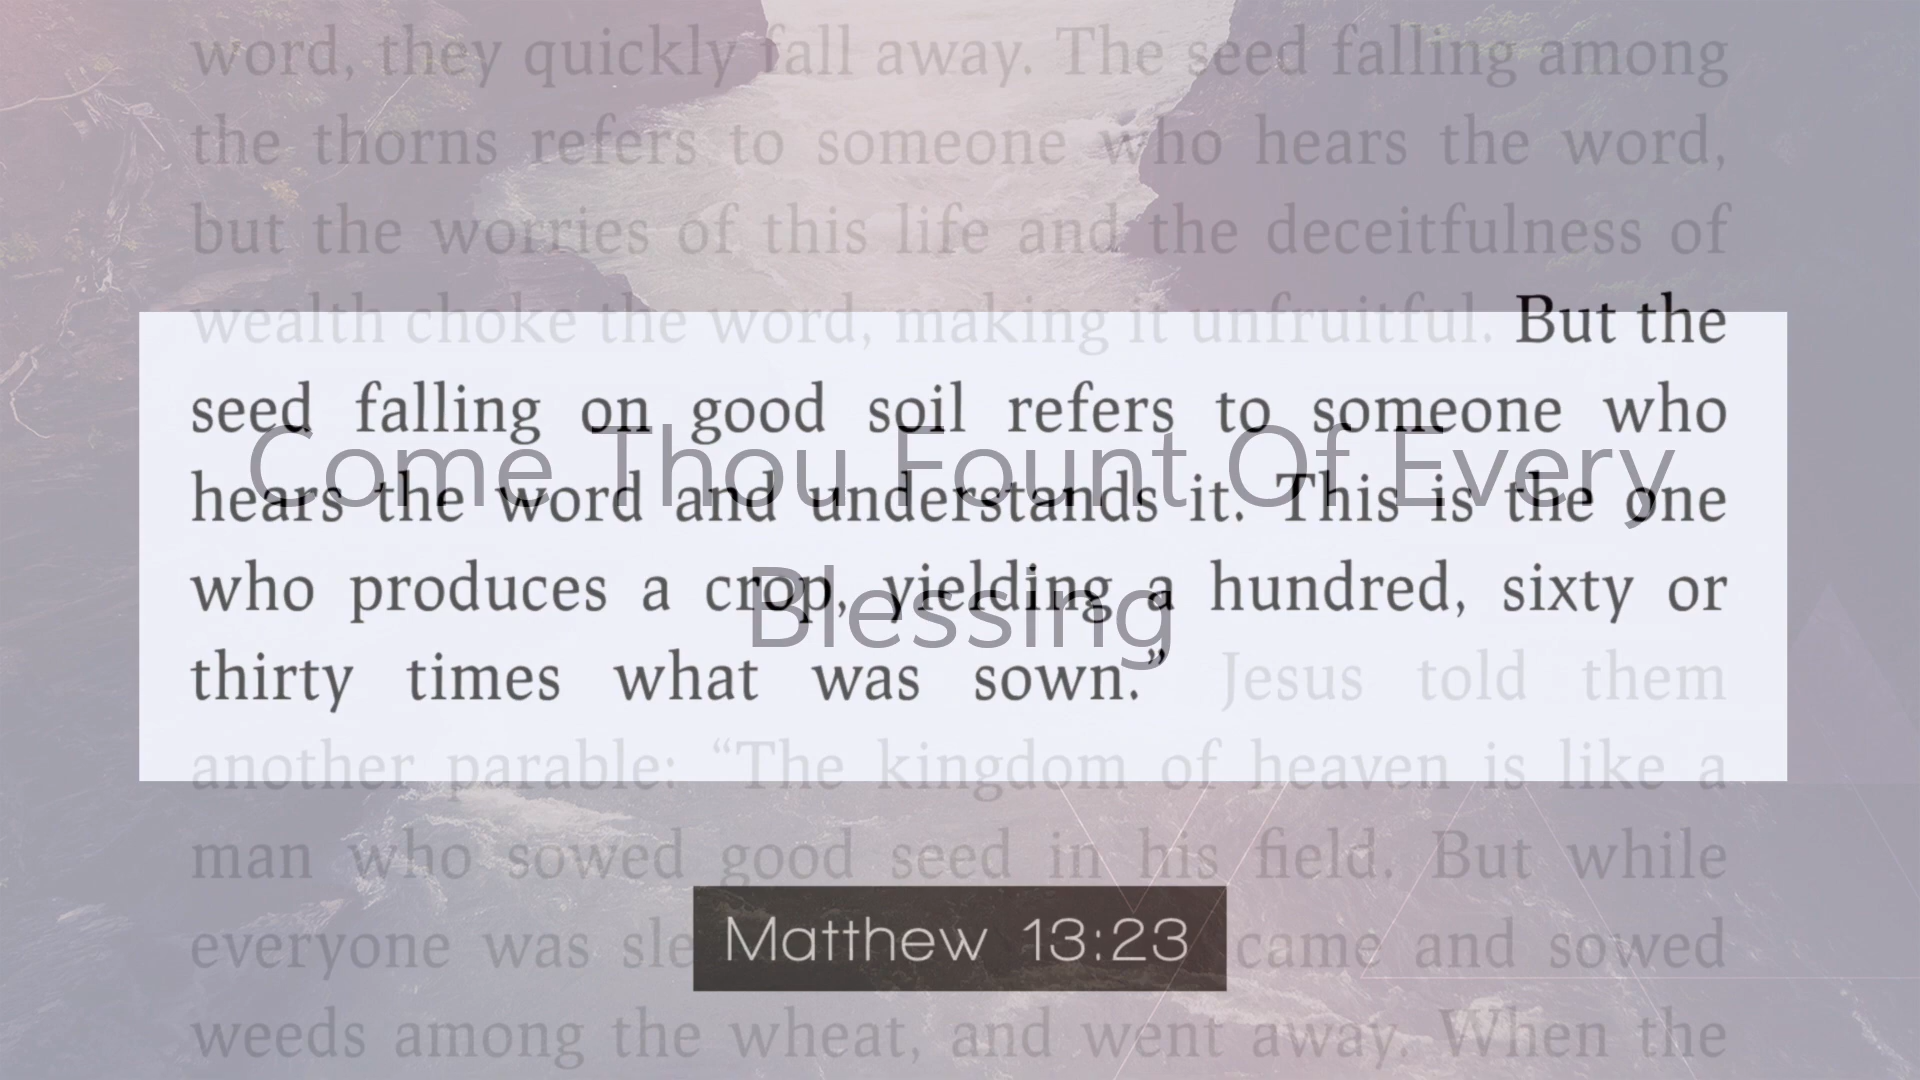 word, they quickly fall away. The seed falling among
the thorns refers to someone who hears the word,
but the worries of this life and the deceitfulness of
wealth choke the word, making it unfruitful. But the
seed falling on good soil refers to someone who
hears the word and understands it. This is the one
who produces a crop, yielding a hundred, sixty or
thirty times what was sown.” Jesus told them
another parable: “The kingdom of heaven is like a
man who sowed good seed in his field. But while
everyone was sle came and sowed
weeds among the wheat, and went away. When the
Come Thou Fount Of Every
Blessing
Matthew 13:23